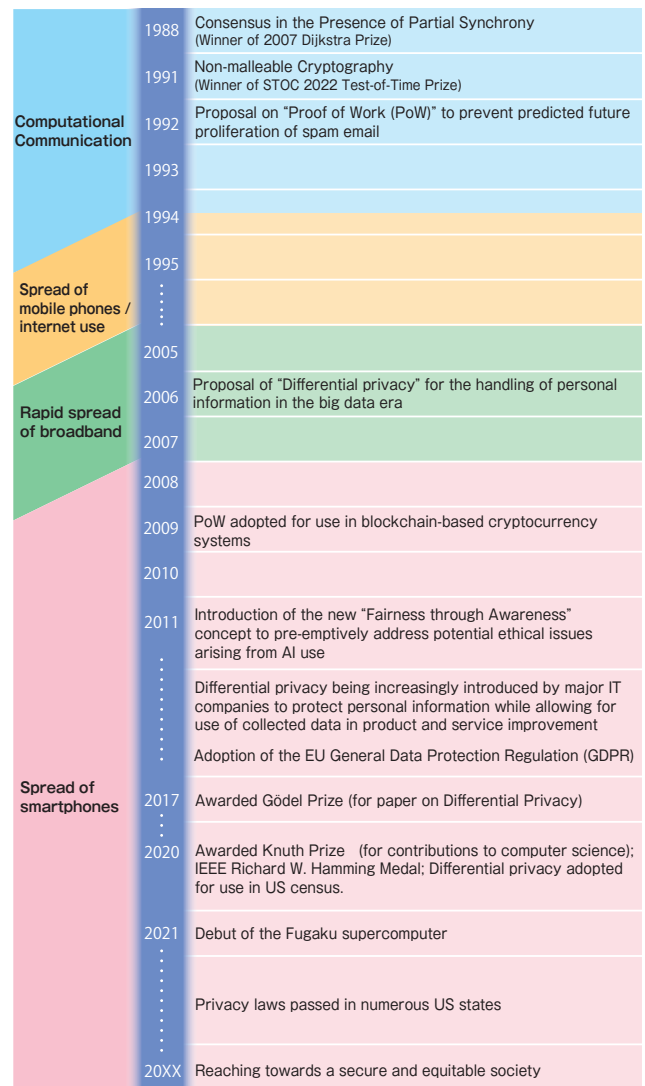 1988 Consensus in the Presence of Partial Synchrony
(Winner of 2007 Dijkstra Prize)
1991 Non-malleable Cryptography
(Winner of STOC 2022 Test-of-Time Prize)
Computational
Communication
1992 Proposal on “Proof of Work (PoW)” to prevent predicted future
proliferation of spam email
1993
1994
1995
Spread of
mobile phones /
internet use
2005
2006 Proposal of “Differential privacy” for the handling of personal
information in the big data era
Rapid spread
of broadband
2007
2008
2009 PoW adopted for use in blockchain-based cryptocurrency
systems
2010
2011 Introduction of the new “Fairness through Awareness”
concept to pre-emptively address potential ethical issues
arising from AI use
Differential privacy being increasingly introduced by major IT
companies to protect personal information while allowing for
use of collected data in product and service improvement
Adoption of the EU General Data Protection Regulation (GDPR)
Spread of
smartphones
2017 Awarded Gödel Prize (for paper on Differential Privacy)
2020 Awarded Knuth Prize (for contributions to computer science);
IEEE Richard W. Hamming Medal; Differential privacy adopted
for use in US census.
2021 Debut of the Fugaku supercomputer
Privacy laws passed in numerous US states
20XX Reaching towards a secure and equitable society